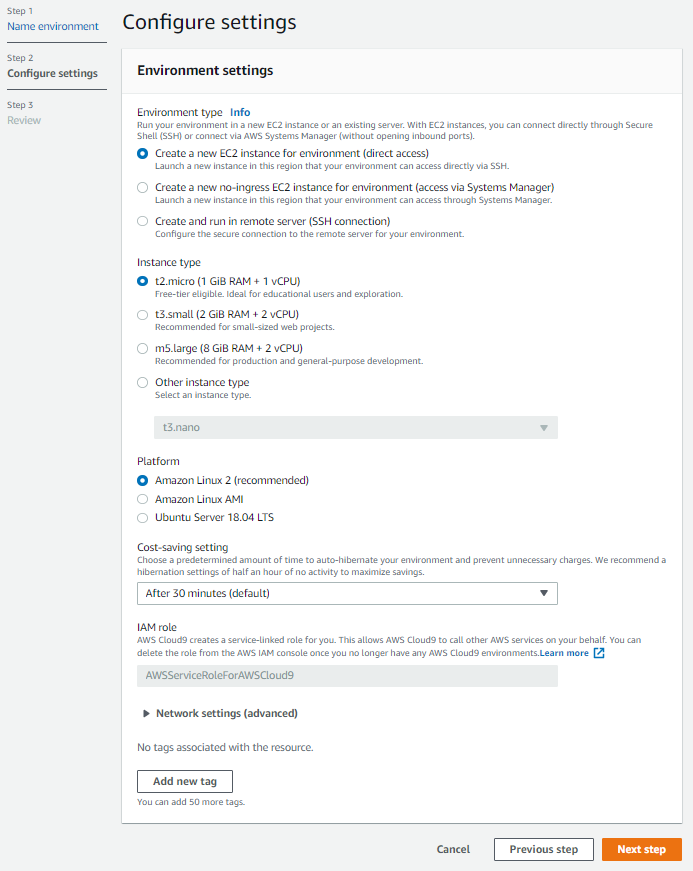 Step 1
Name environment
Step 2
Configure settings
Step 3
Review
Configure settings
Environment settings
Environment type Info
Run your environment in a new EC2 instance or an existing server. With EC2 instances, you can connect directly through Secure
Shell (SSH) or connect via AWS Systems Manager (without opening inbound ports).
Create a new EC2 instance for environment (direct access)
Launch a new instance in this region that your environment can access directly via SSH.
Create a new no-ingress EC2 instance for environment (access via Systems Manager)
Launch a new instance in this region that your environment can access through Systems Manager.
Create and run in remote server (SSH connection)
Configure the secure connection to the remote server for your environment.
Instance type
t2.micro (1 GiB RAM + 1 vCPU)
Free-tier eligible. Ideal for educational users and exploration.
t3.small (2 GiB RAM + 2 vCPU)
Recommended for small-sized web projects.
m5.large (8 GiB RAM + 2 vCPU)
Recommended for production and general-purpose development.
Other instance type
Select an instance type.
t3.nano
Platform
Amazon Linux 2 (recommended)
Amazon Linux AMI
Ubuntu Server 18.04 LTS
Cost-saving setting
Choose a predetermined amount of time to auto-hibernate your environment and prevent unnecessary charges. We recommend a
hibernation settings of half an hour of no activity to maximize savings.
After 30 minutes (default)
IAM role
AWS Cloud9 creates a service-linked role for you. This allows AWS Cloud9 to call other AWS services on your behalf. You can
delete the role from the AWS IAM console once you no longer have any AWS Cloud9 environments.Learn more
AWSServiceRoleForAWSCloud9
Network settings (advanced)
No tags associated with the resource.
Add new tag
You can add 50 more tags.
Cancel
Previous step
Next step